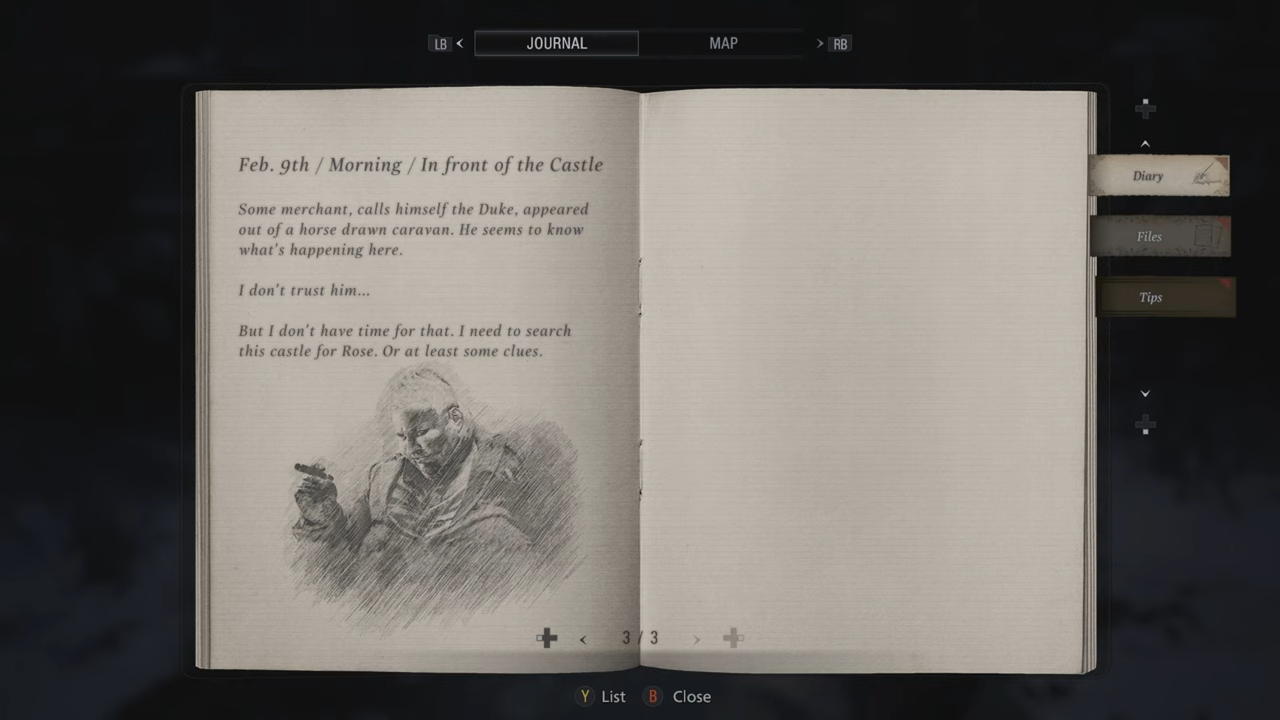 LB
JOURNAL
MAP
RB
Feb. 9th / Morning / In front of the Castle
Some merchant, calls himself the Duke, appeared
out of a horse drawn caravan. He seems to know
what's happening here.
I don't trust him...
But I don't have time for that. I need to search
this castle for Rose. Or at least some clues.
Diary
Files
Tips
3 / 3
Y List B Close